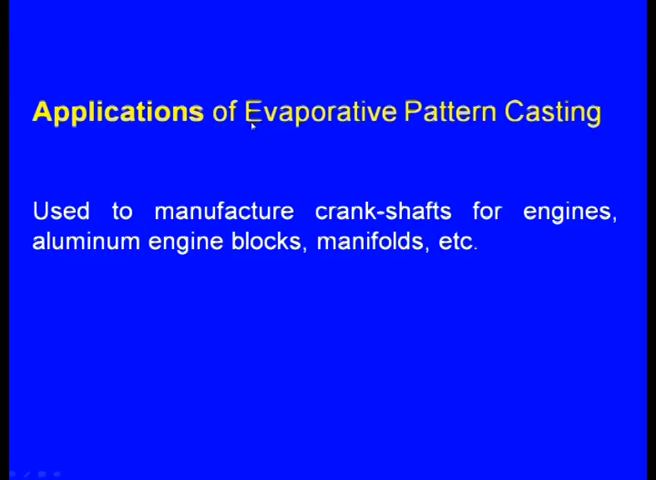 Applications of Evaporative Pattern Casting
Used to manufacture crank-shafts for engines,
aluminum engine blocks, manifolds, etc.